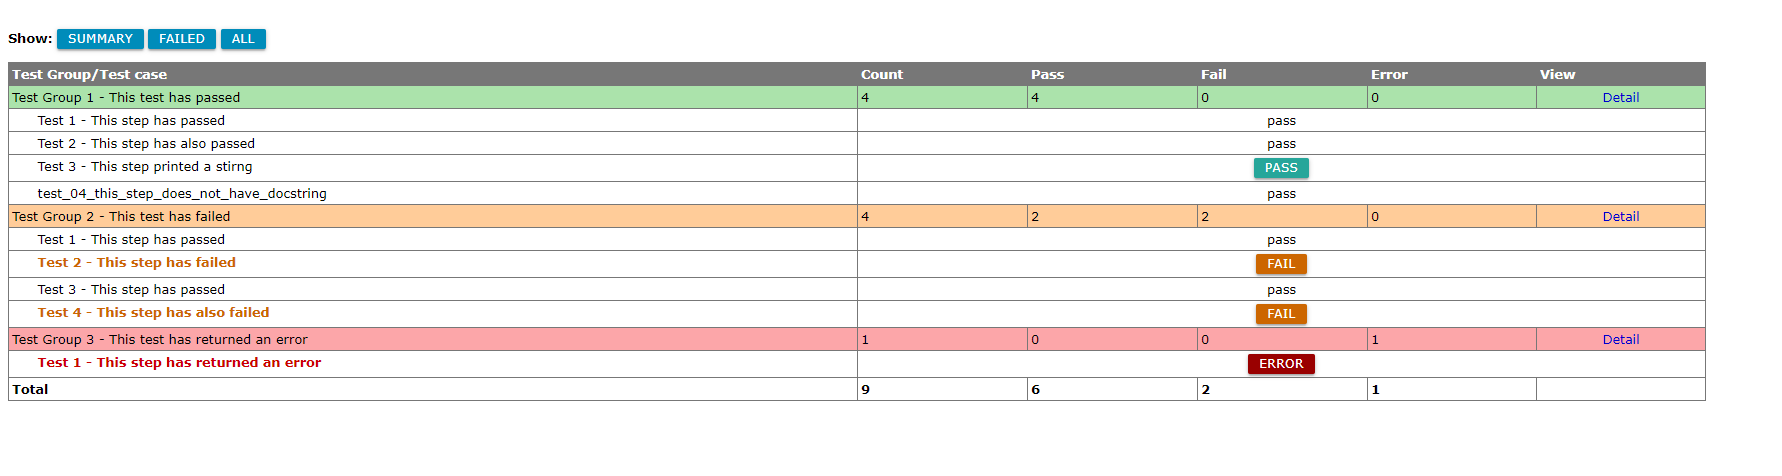 Show: SUMMARY FAILED ALL
Test Group/Test case Count Pass Fail Error View
Test Group 1 - This test has passed 4 4 0 0 Detail
Test 1 - This step has passed pass
Test 2 - This step has also passed pass
Test 3 - This step printed a stirng PASS
test_04_this_step_does_not_have_docstring pass
Test Group 2 - This test has failed 4 2 2 0 Detail
Test 1 - This step has passed pass
Test 2 - This step has failed FAIL
Test 3 - This step has passed pass
Test 4 - This step has also failed FAIL
Test Group 3 - This test has returned an error 1 0 0 1 Detail
Test 1 - This step has returned an error ERROR
Total 9 6 2 1